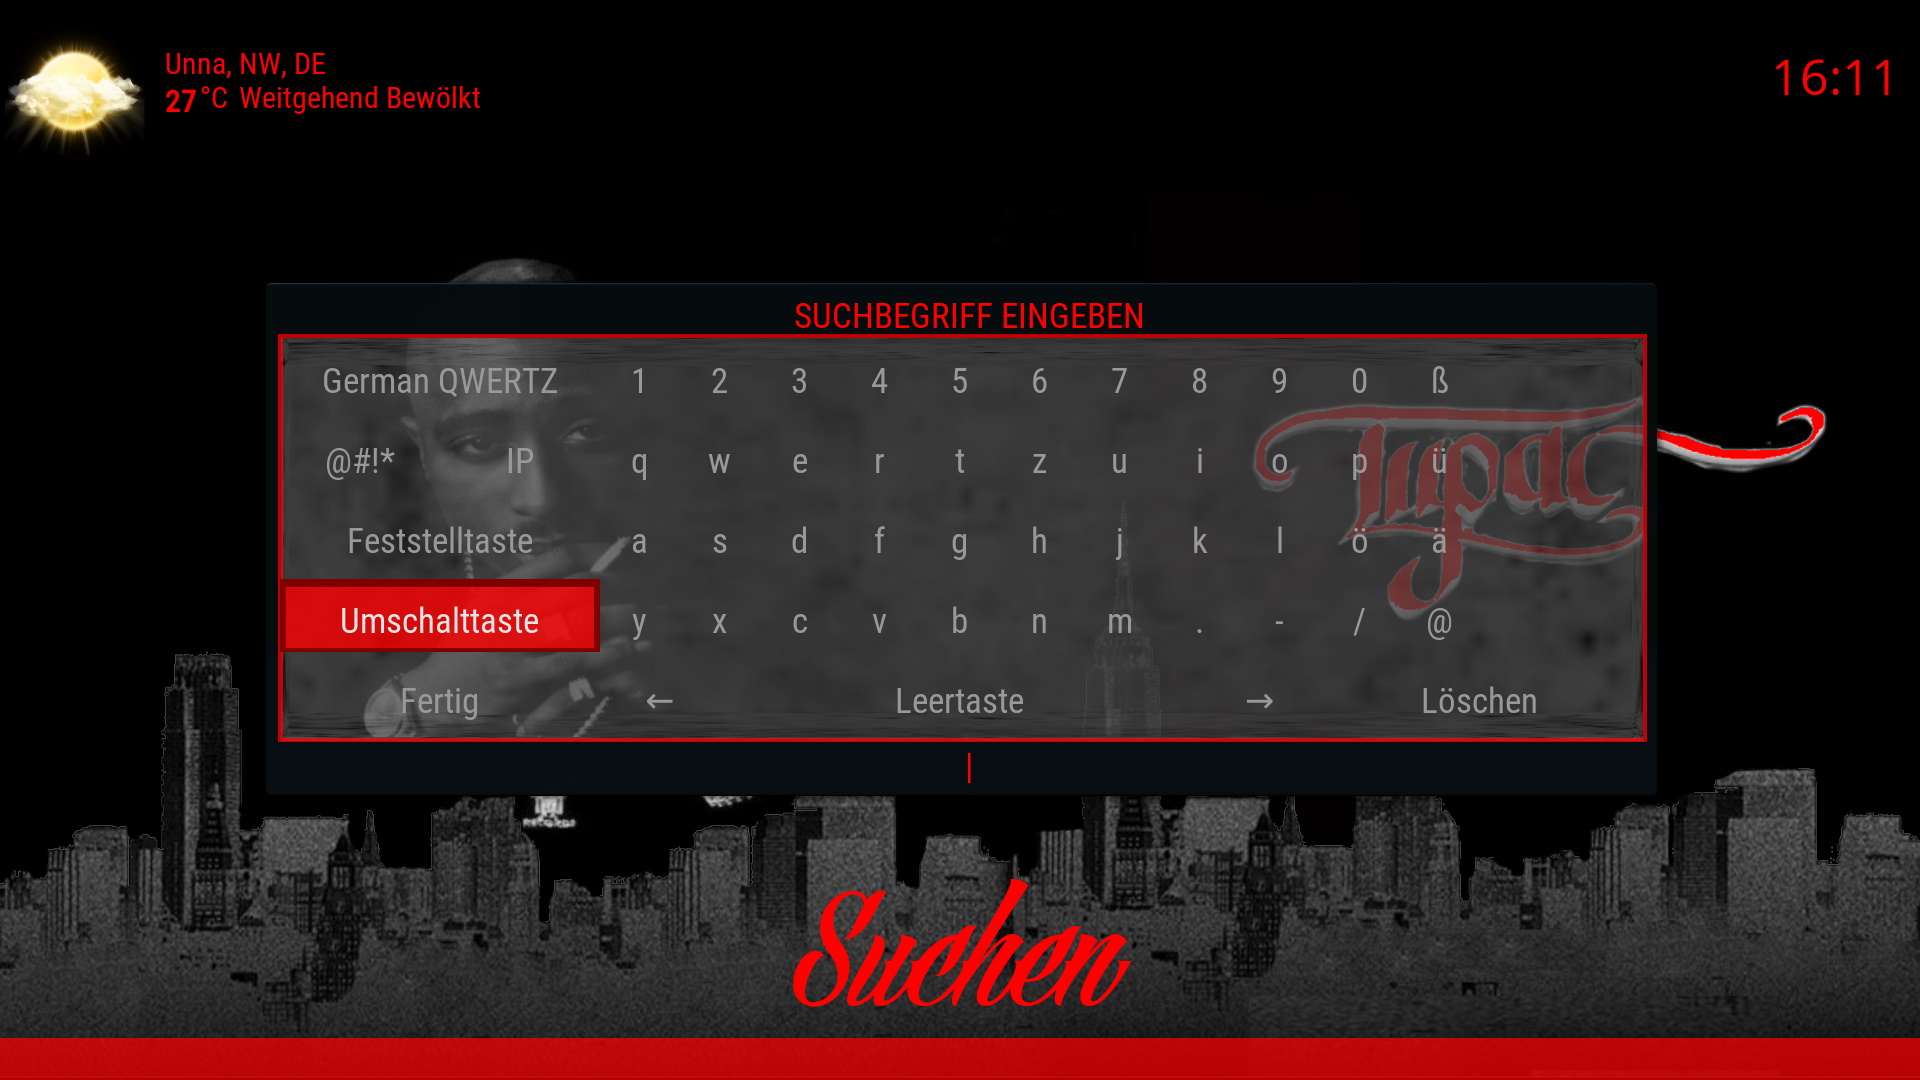 Unna, NW, DE
27 °C Weitgehend Bewölkt
16:11
SUCHBEGRIFF EINGEBEN
German QWERTZ 1 2 3 4 5 6 7 8 9 0 ß
@#!* IP q w e r t z u i o p ü
Feststelltaste a s d f g h j k l ö ä
Umschalttaste y x c v b n m . - / @
Fertig ← Leertaste → Löschen
Tupac
Suchen